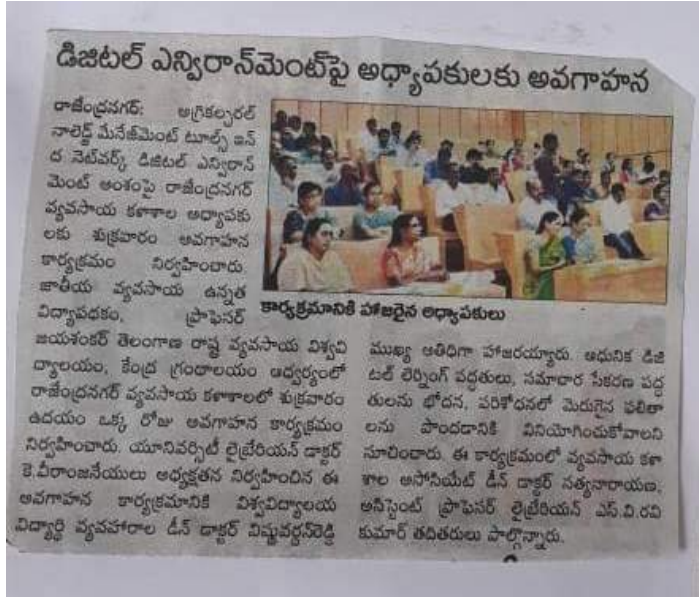 డిజిటల్ ఎన్విరాన్‌మెంట్‌పై అధ్యాపకులకు అవగాహన
రాజేంద్రనగర్: అగ్రికల్చరల్
నాలెడ్జ్ మేనేజ్‌మెంట్ టూల్స్ ఇన్
ద నెట్‌వర్క్ డిజిటల్ ఎన్విరాన్
మెంట్ అంశంపై రాజేంద్రనగర్
వ్యవసాయ కళాశాల అధ్యాపకు
లకు శుక్రవారం అవగాహన
కార్యక్రమం నిర్వహించారు.
జాతీయ వ్యవసాయ ఉన్నత
విద్యాపథకం, ప్రొఫెసర్
జయశంకర్ తెలంగాణ రాష్ట్ర వ్యవసాయ విశ్వవి
ద్యాలయం, కేంద్ర గ్రంథాలయం ఆధ్వర్యంలో
రాజేంద్రనగర్ వ్యవసాయ కళాశాలలో శుక్రవారం
ఉదయం ఒక్క రోజు అవగాహన కార్యక్రమం
నిర్వహించారు. యూనివర్సిటీ లైబ్రేరియన్ డాక్టర్
కె.వీరాంజనేయులు అధ్యక్షతన నిర్వహించిన ఈ
అవగాహన కార్యక్రమానికి విశ్వవిద్యాలయ
విద్యార్థి వ్యవహారాల డీన్ డాక్టర్ విష్ణువర్ధన్‌రెడ్డి
కార్యక్రమానికి హాజరైన అధ్యాపకులు
ముఖ్య అతిథిగా హాజరయ్యారు. ఆధునిక డిజి
టల్ లెర్నింగ్ పద్ధతులు, సమాచార సేకరణ పద్ధ
తులను భోదన, పరిశోధనలో మెరుగైన ఫలితా
లను పొందడానికి వినియోగించుకోవాలని
సూచించారు. ఈ కార్యక్రమంలో వ్యవసాయ కళా
శాల అసోసియేట్ డీన్ డాక్టర్ సత్యనారాయణ,
అసిస్టెంట్ ప్రొఫెసర్ లైబ్రేరియన్ ఎస్.వి.రవి
కుమార్ తదితరులు పాల్గొన్నారు.